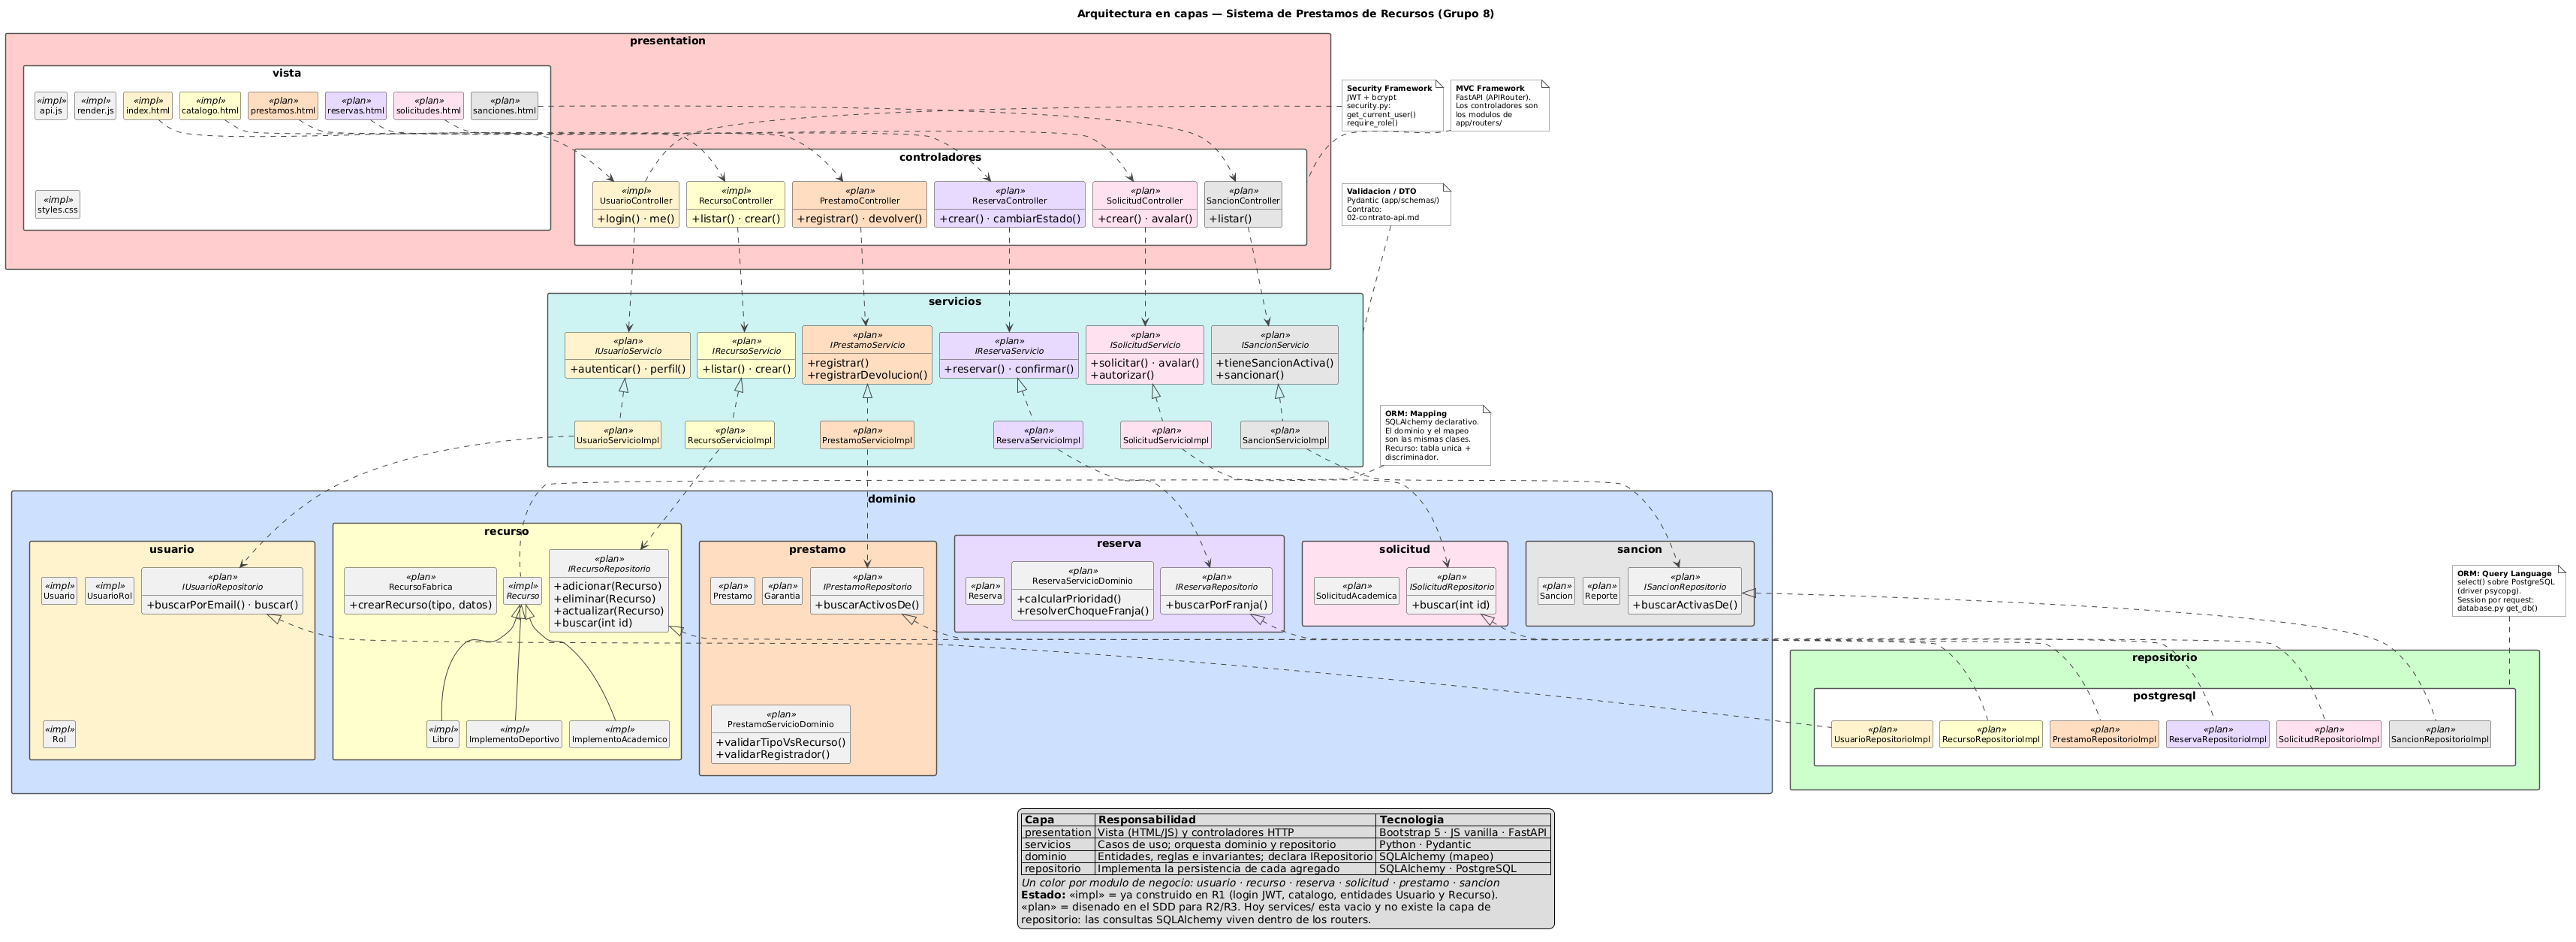 Arquitectura en capas — Sistema de Prestamos de Recursos (Grupo 8)
presentation
vista
«impl»
api.js
«impl»
render.js
«impl»
index.html
«impl»
catalogo.html
«plan»
prestamos.html
«plan»
reservas.html
«plan»
solicitudes.html
«plan»
sanciones.html
«impl»
styles.css
Security Framework
JWT + bcrypt
security.py:
get_current_user()
require_role()
MVC Framework
FastAPI (APIRouter).
Los controladores son
los modulos de
app/routers/
controladores
«impl»
UsuarioController
+login() · me()
«impl»
RecursoController
+listar() · crear()
«plan»
PrestamoController
+registrar() · devolver()
«plan»
ReservaController
+crear() · cambiarEstado()
«plan»
SolicitudController
+crear() · avalar()
«plan»
SancionController
+listar()
Validacion / DTO
Pydantic (app/schemas/)
Contrato:
02-contrato-api.md
servicios
«plan»
IUsuarioServicio
+autenticar() · perfil()
«plan»
IRecursoServicio
+listar() · crear()
«plan»
IPrestamoServicio
+registrar()
+registrarDevolucion()
«plan»
IReservaServicio
+reservar() · confirmar()
«plan»
ISolicitudServicio
+solicitar() · avalar()
+autorizar()
«plan»
ISancionServicio
+tieneSancionActiva()
+sancionar()
«plan»
UsuarioServicioImpl
«plan»
RecursoServicioImpl
«plan»
PrestamoServicioImpl
«plan»
ReservaServicioImpl
«plan»
SolicitudServicioImpl
«plan»
SancionServicioImpl
ORM: Mapping
SQLAlchemy declarativo.
El dominio y el mapeo
son las mismas clases.
Recurso: tabla unica +
discriminador.
dominio
usuario
«impl»
Usuario
«impl»
UsuarioRol
«plan»
IUsuarioRepositorio
+buscarPorEmail() · buscar()
«impl»
Rol
recurso
«plan»
RecursoFabrica
+crearRecurso(tipo, datos)
«impl»
Recurso
«plan»
IRecursoRepositorio
+adicionar(Recurso)
+eliminar(Recurso)
+actualizar(Recurso)
+buscar(int id)
«impl»
Libro
«impl»
ImplementoDeportivo
«impl»
ImplementoAcademico
prestamo
«plan»
Prestamo
«plan»
Garantia
«plan»
IPrestamoRepositorio
+buscarActivosDe()
«plan»
PrestamoServicioDominio
+validarTipoVsRecurso()
+validarRegistrador()
reserva
«plan»
Reserva
«plan»
ReservaServicioDominio
+calcularPrioridad()
+resolverChoqueFranja()
«plan»
IReservaRepositorio
+buscarPorFranja()
solicitud
«plan»
SolicitudAcademica
«plan»
ISolicitudRepositorio
+buscar(int id)
sancion
«plan»
Sancion
«plan»
Reporte
«plan»
ISancionRepositorio
+buscarActivasDe()
ORM: Query Language
select() sobre PostgreSQL
(driver psycopg).
Session por request:
database.py get_db()
repositorio
postgresql
«plan»
UsuarioRepositorioImpl
«plan»
RecursoRepositorioImpl
«plan»
PrestamoRepositorioImpl
«plan»
ReservaRepositorioImpl
«plan»
SolicitudRepositorioImpl
«plan»
SancionRepositorioImpl
Capa Responsabilidad Tecnologia
presentation Vista (HTML/JS) y controladores HTTP Bootstrap 5 · JS vanilla · FastAPI
servicios Casos de uso; orquesta dominio y repositorio Python · Pydantic
dominio Entidades, reglas e invariantes; declara IRepositorio SQLAlchemy (mapeo)
repositorio Implementa la persistencia de cada agregado SQLAlchemy · PostgreSQL
Un color por modulo de negocio: usuario · recurso · reserva · solicitud · prestamo · sancion
Estado: «impl» = ya construido en R1 (login JWT, catalogo, entidades Usuario y Recurso).
«plan» = disenado en el SDD para R2/R3. Hoy services/ esta vacio y no existe la capa de
repositorio: las consultas SQLAlchemy viven dentro de los routers.